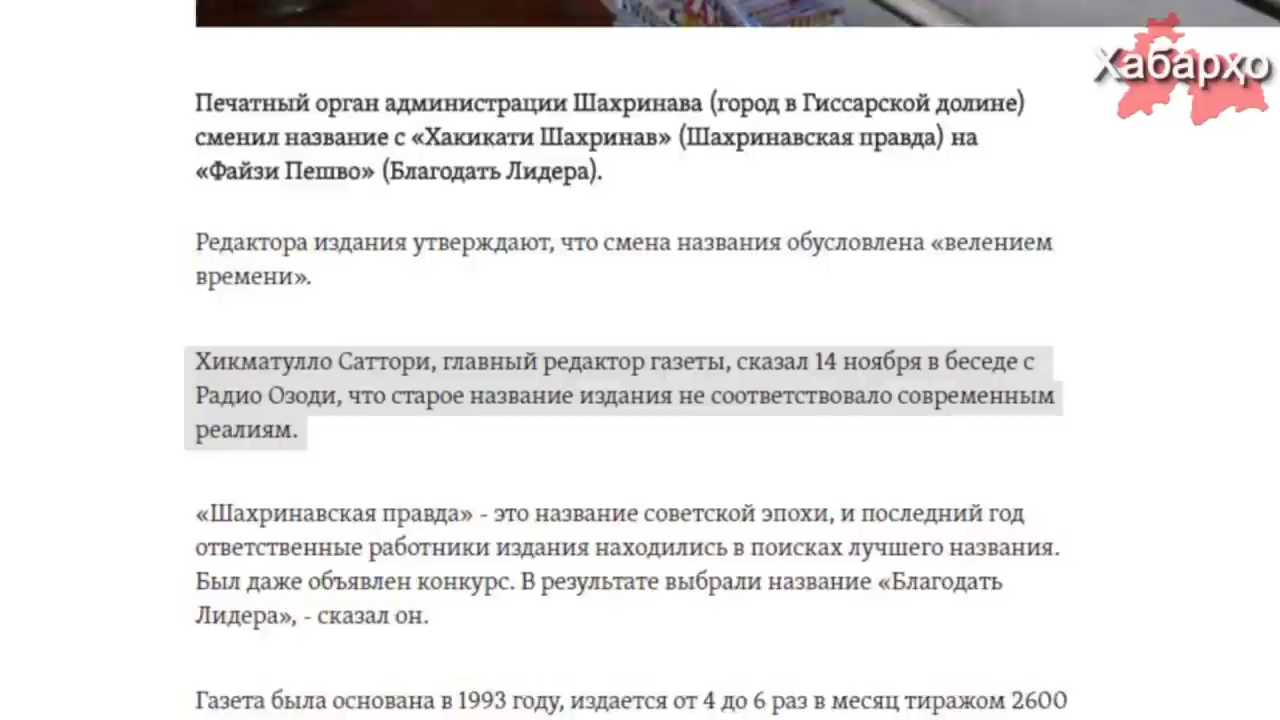 Хабарҳо
Печатный орган администрации Шахринава (город в Гиссарской долине)
сменил название с «Хакикати Шахринав» (Шахринавская правда) на
«Файзи Пешво» (Благодать Лидера).
Редактора издания утверждают, что смена названия обусловлена «велением
времени».
Хикматулло Саттори, главный редактор газеты, сказал 14 ноября в беседе с
Радио Озоди, что старое название издания не соответствовало современным
реалиям.
«Шахринавская правда» - это название советской эпохи, и последний год
ответственные работники издания находились в поисках лучшего названия.
Был даже объявлен конкурс. В результате выбрали название «Благодать
Лидера», - сказал он.
Газета была основана в 1993 году, издается от 4 до 6 раз в месяц тиражом 2600